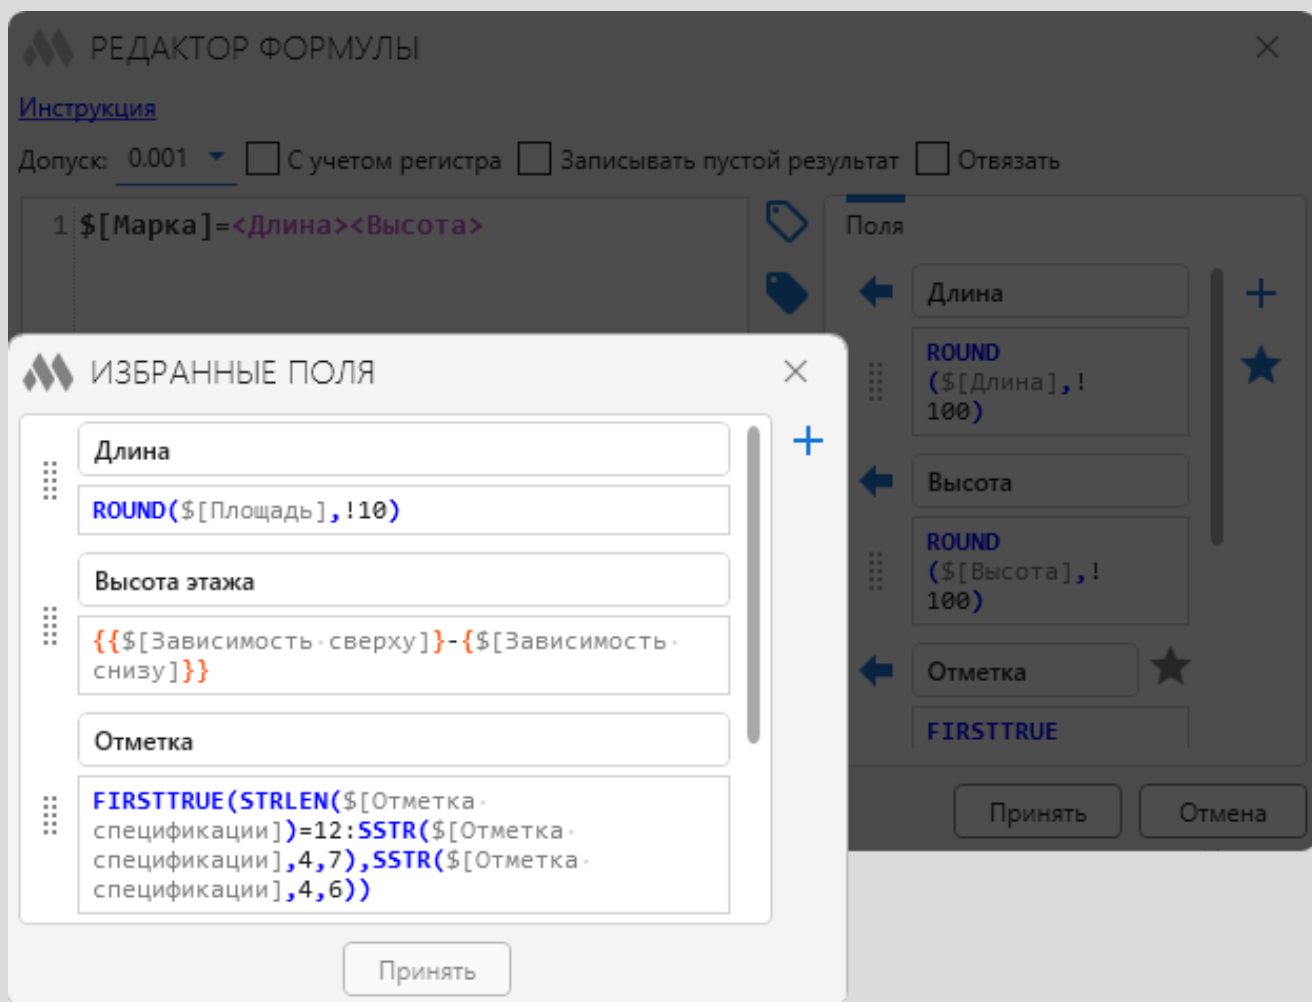 РЕДАКТОР ФОРМУЛЫ
Инструкция
Допуск: 0.001 С учетом регистра Записывать пустой результат Отвязать
1 $[Марка]=<Длина><Высота>
Поля
Длина
ROUND
($[Длина],!
100)
Высота
ROUND
($[Высота],!
100)
Отметка
FIRSTTRUE
Принять
Отмена
ИЗБРАННЫЕ ПОЛЯ
Длина
ROUND($[Площадь],!10)
Высота этажа
{{$[Зависимость·сверху]}-{$[Зависимость·
снизу]}}
Отметка
FIRSTTRUE(STRLEN($[Отметка·
спецификации])=12:SSTR($[Отметка·
спецификации],4,7),SSTR($[Отметка·
спецификации],4,6))
Принять